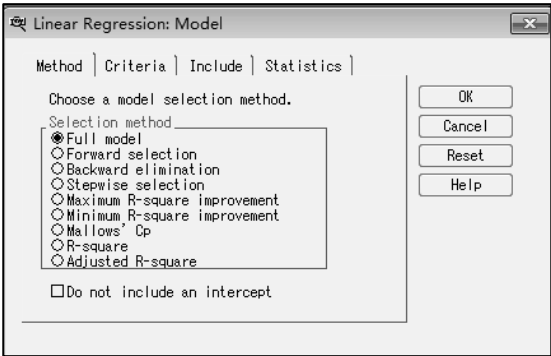 Linear Regression: Model
Method Criteria Include Statistics
Choose a model selection method.
Selection method
Full model
Forward selection
Backward elimination
Stepwise selection
Maximum R-square improvement
Minimum R-square improvement
Mallows' Cp
R-square
Adjusted R-square
Do not include an intercept
OK
Cancel
Reset
Help